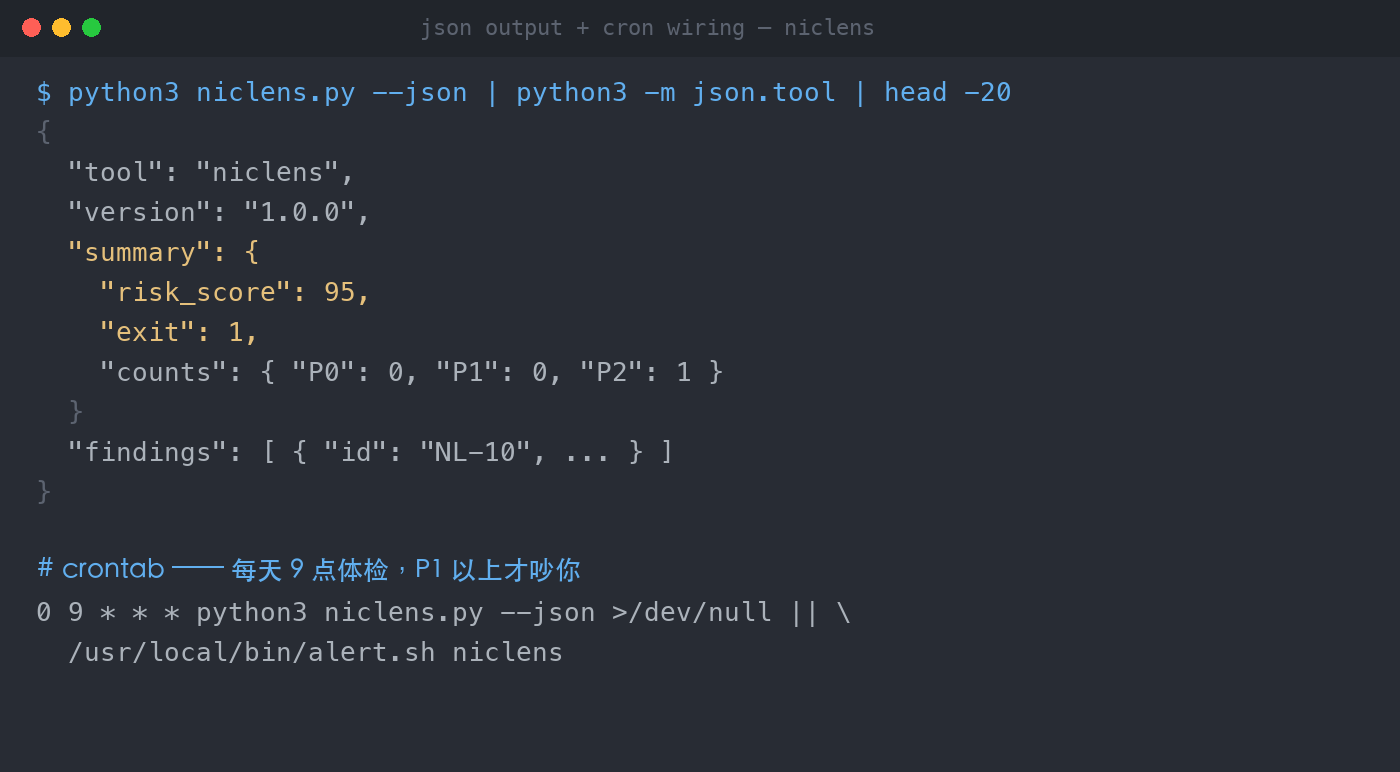 json output + cron wiring — niclens
$ python3 niclens.py --json | python3 -m json.tool | head -20
{
  "tool": "niclens",
  "version": "1.0.0",
  "summary": {
    "risk_score": 95,
    "exit": 1,
    "counts": { "P0": 0, "P1": 0, "P2": 1 }
  }
  "findings": [ { "id": "NL-10", ... } ]
}
# crontab —— 每天 9 点体检，P1 以上才吵你
0 9 * * * python3 niclens.py --json >/dev/null || \
  /usr/local/bin/alert.sh niclens